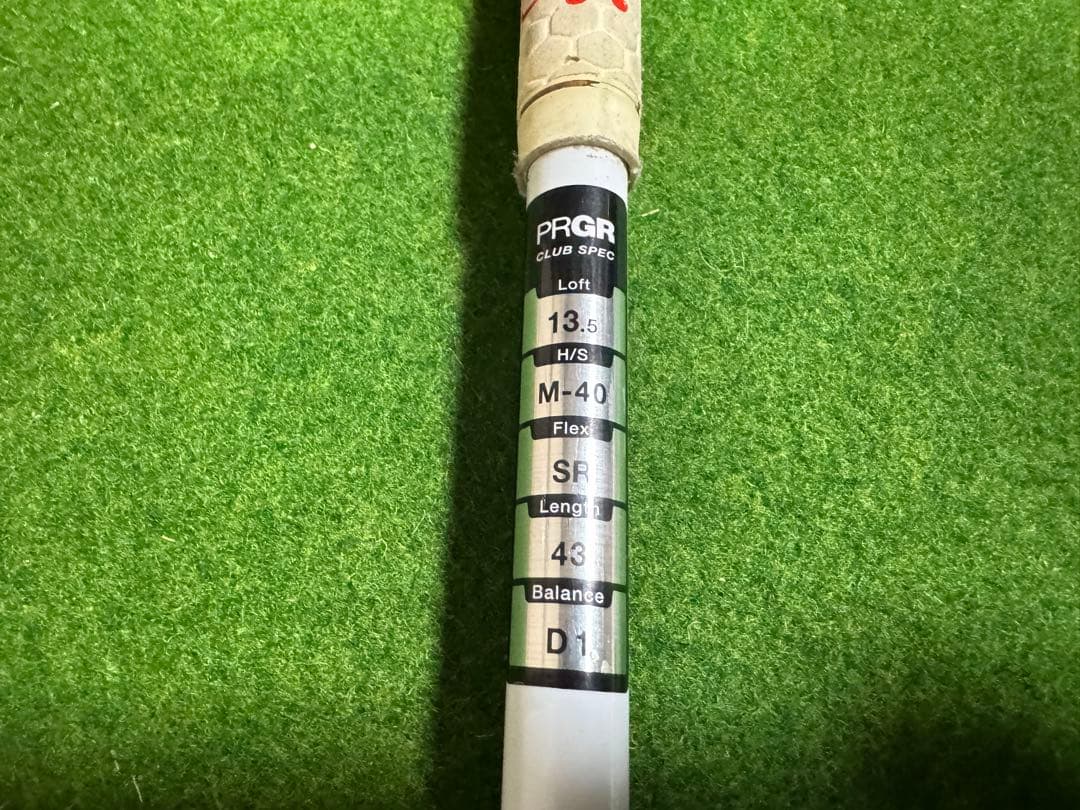 PRGR
CLUB SPEC
Loft
13.5
H/S
M-40
Flex
SR
Length
43
Balance
D1